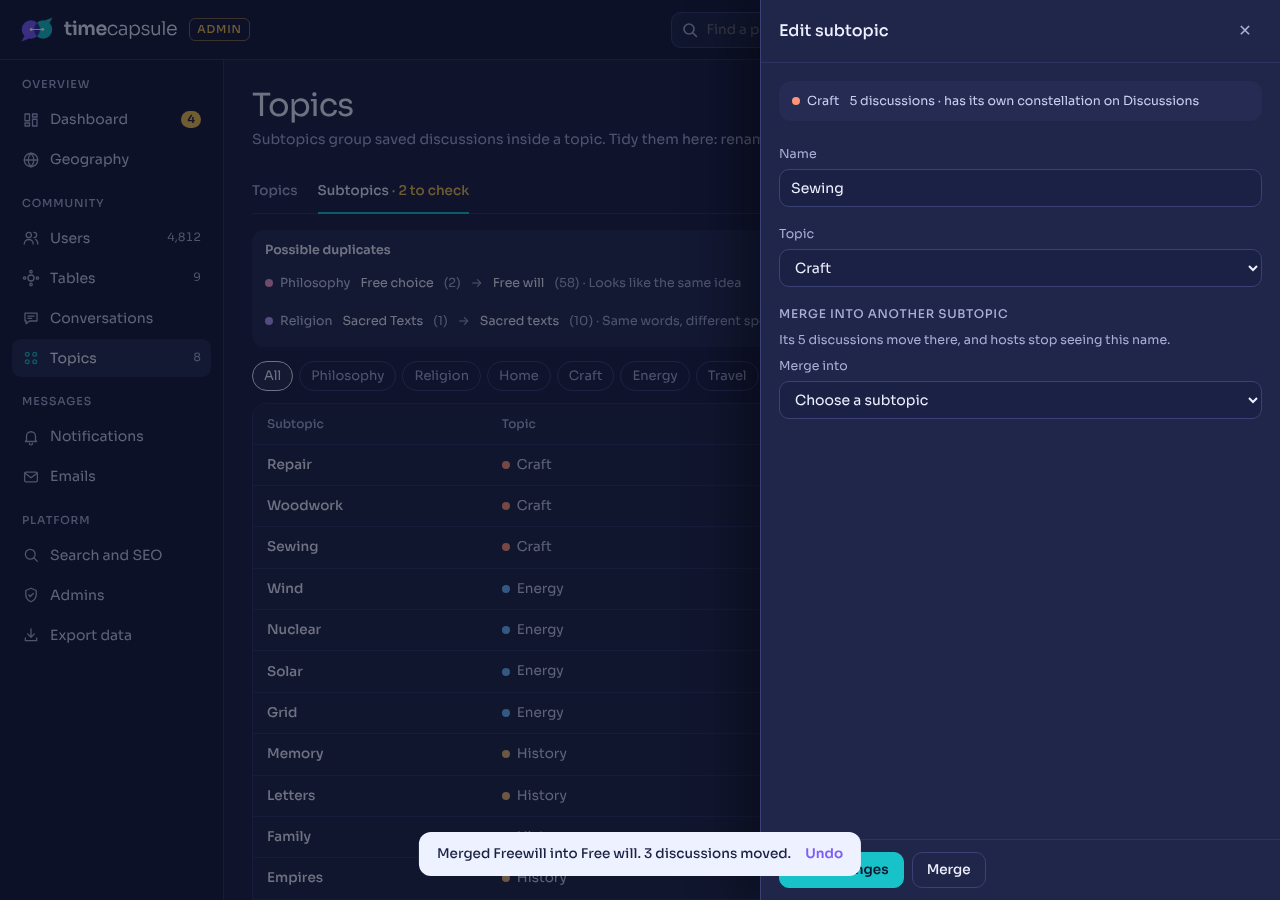 timecapsule ADMIN
Find a p
OVERVIEW
Dashboard 4
Geography
COMMUNITY
Users 4,812
Tables 9
Conversations
Topics 8
MESSAGES
Notifications
Emails
PLATFORM
Search and SEO
Admins
Export data
Topics
Subtopics group saved discussions inside a topic. Tidy them here: renam
Topics Subtopics · 2 to check
Possible duplicates
Philosophy Free choice (2) → Free will (58) · Looks like the same idea
Religion Sacred Texts (1) → Sacred texts (10) · Same words, different sp
All Philosophy Religion Home Craft Energy Travel
Subtopic Topic
Repair Craft
Woodwork Craft
Sewing Craft
Wind Energy
Nuclear Energy
Solar Energy
Grid Energy
Memory History
Letters History
Family
Empires History
Edit subtopic
Craft 5 discussions · has its own constellation on Discussions
Name
Sewing
Topic
Craft
MERGE INTO ANOTHER SUBTOPIC
Its 5 discussions move there, and hosts stop seeing this name.
Merge into
Choose a subtopic
Merge
Merged Freewill into Free will. 3 discussions moved. Undo